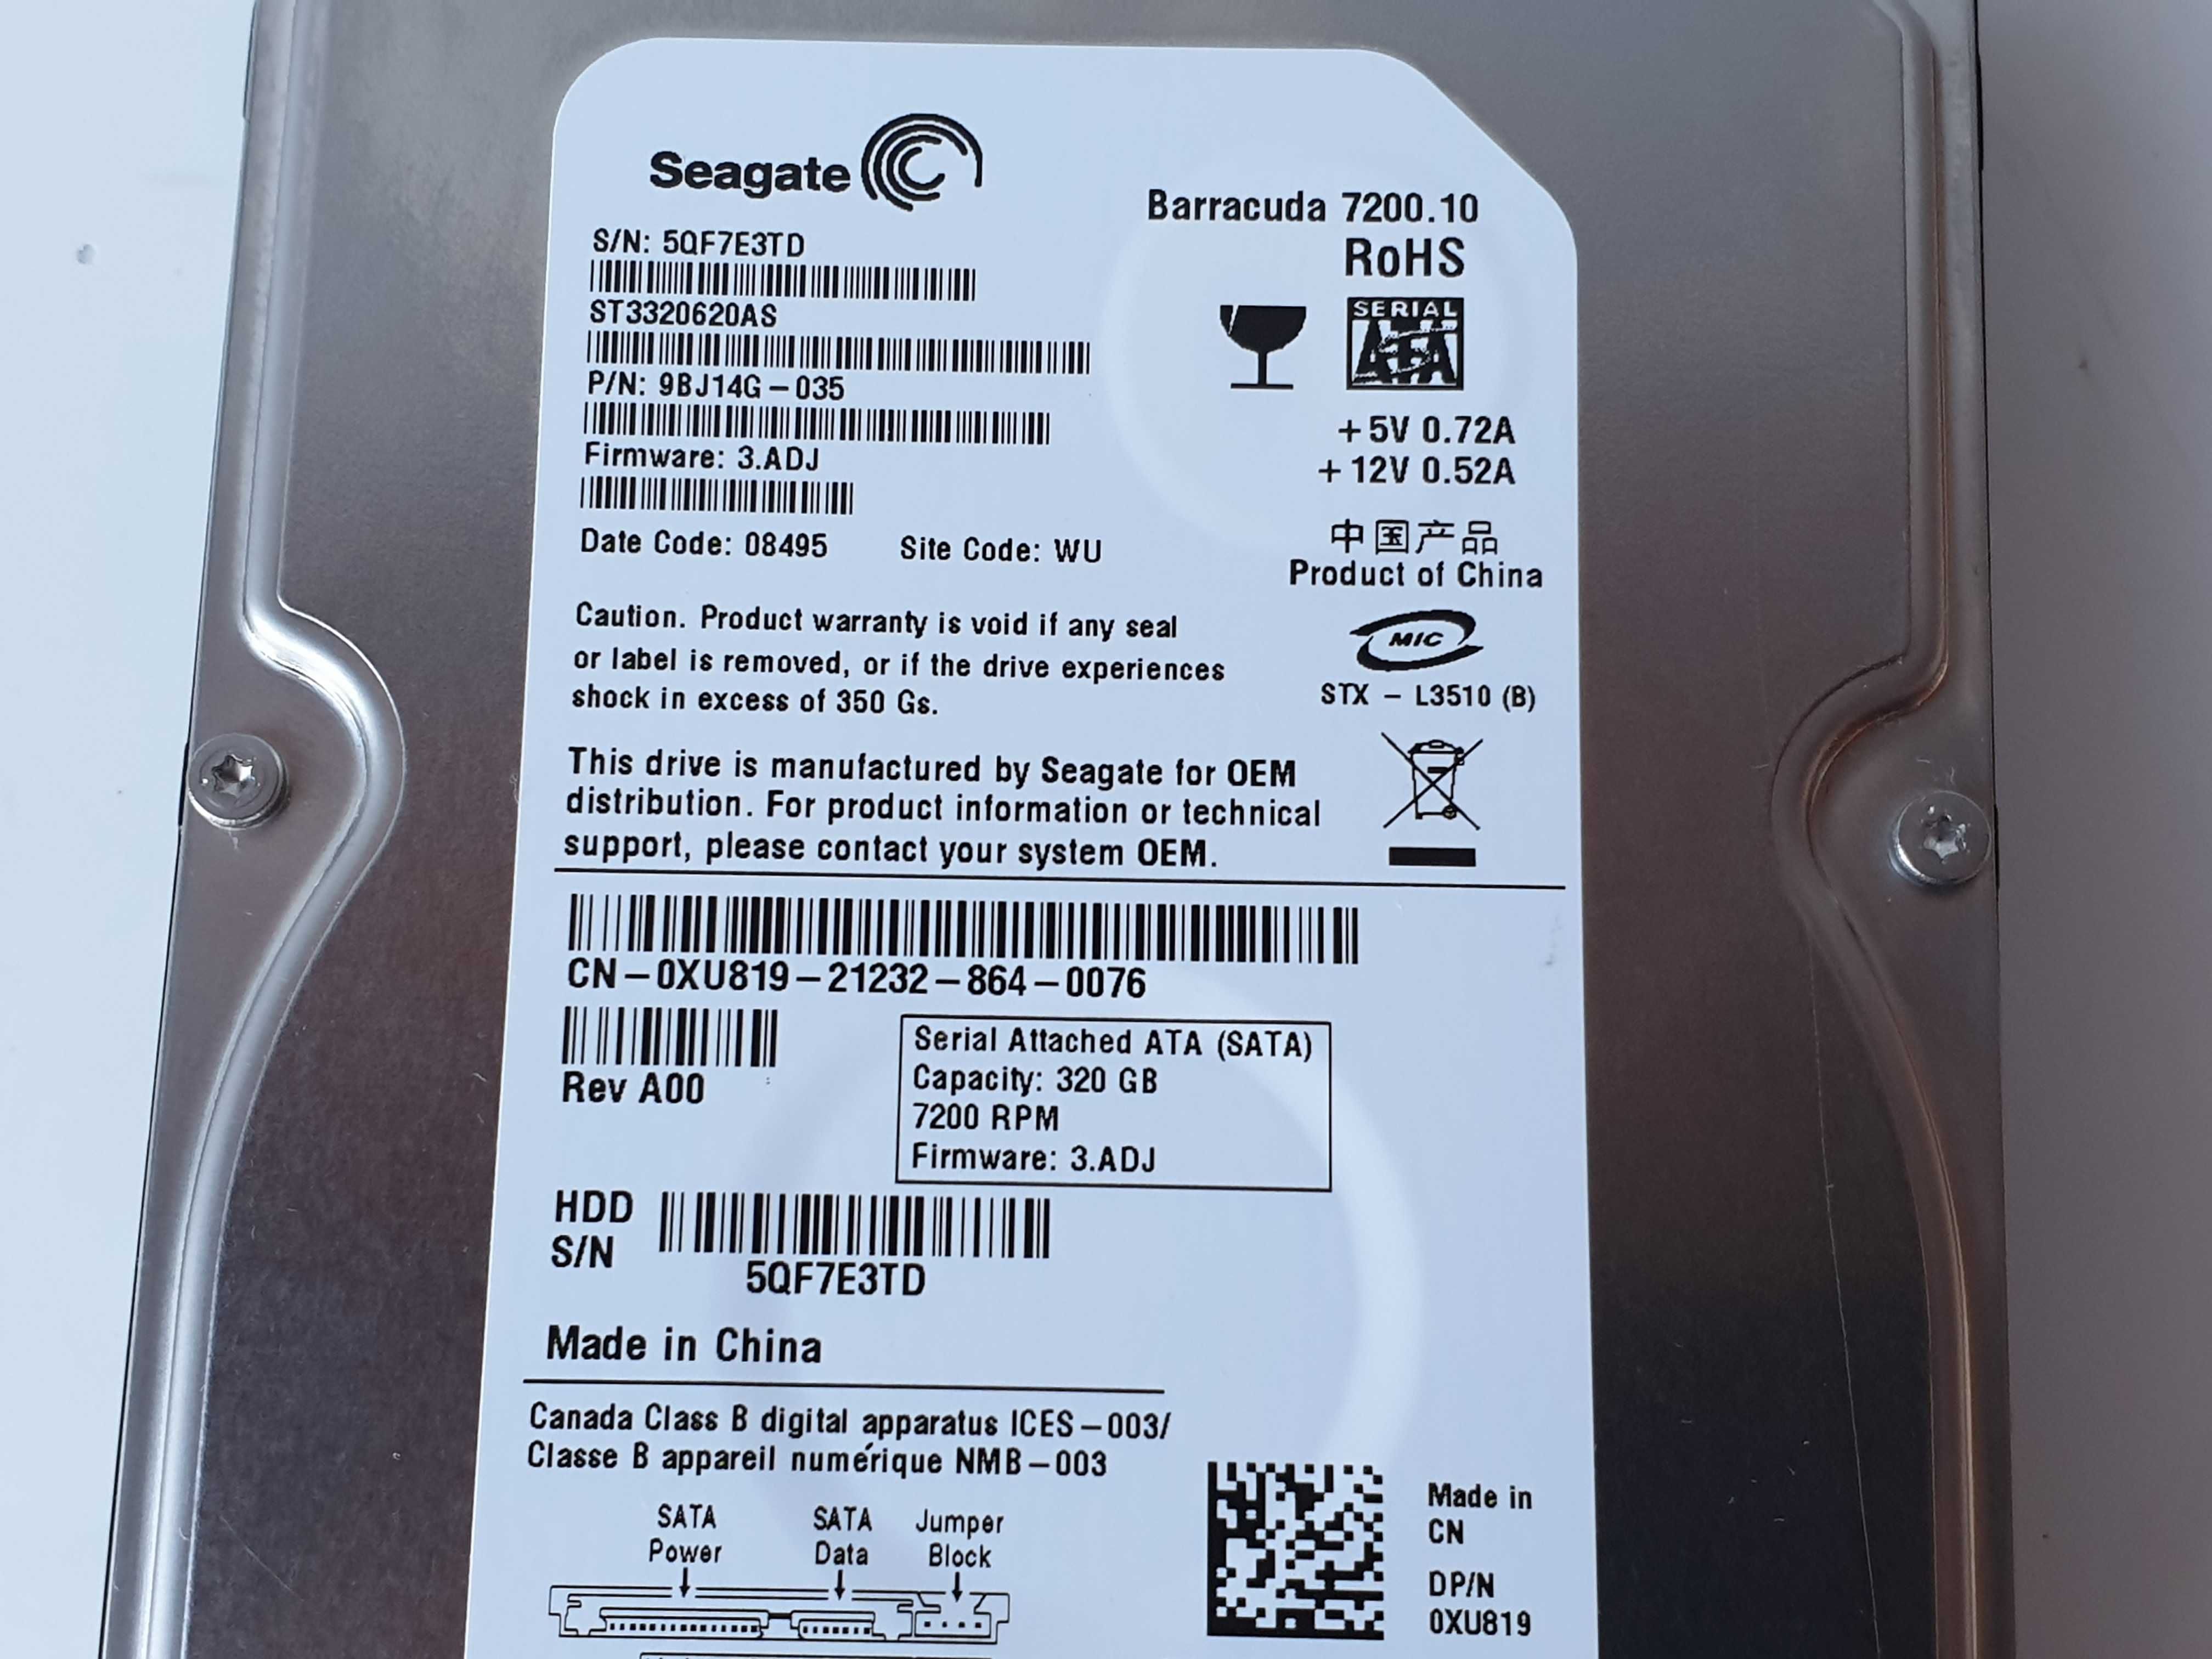 Seagate
Barracuda 7200.10
RoHS
S/N: 5QF7E3TD
ST3320620AS
P/N: 9BJ14G-035
Firmware: 3.ADJ
Date Code: 08495 Site Code: WU
SERIAL
ATA
+5V 0.72A
+12V 0.52A
中国产品
Product of China
MIC
STX - L3510 (B)
Caution. Product warranty is void if any seal
or label is removed, or if the drive experiences
shock in excess of 350 Gs.
This drive is manufactured by Seagate for OEM
distribution. For product information or technical
support, please contact your system OEM.
CN-0XU819-21232-864-0076
Rev A00
Serial Attached ATA (SATA)
Capacity: 320 GB
7200 RPM
Firmware: 3.ADJ
HDD
S/N
5QF7E3TD
Made in China
Canada Class B digital apparatus ICES-003/
Classe B appareil numérique NMB-003
SATA
Power
SATA
Data
Jumper
Block
Made in
CN
DP/N
0XU819